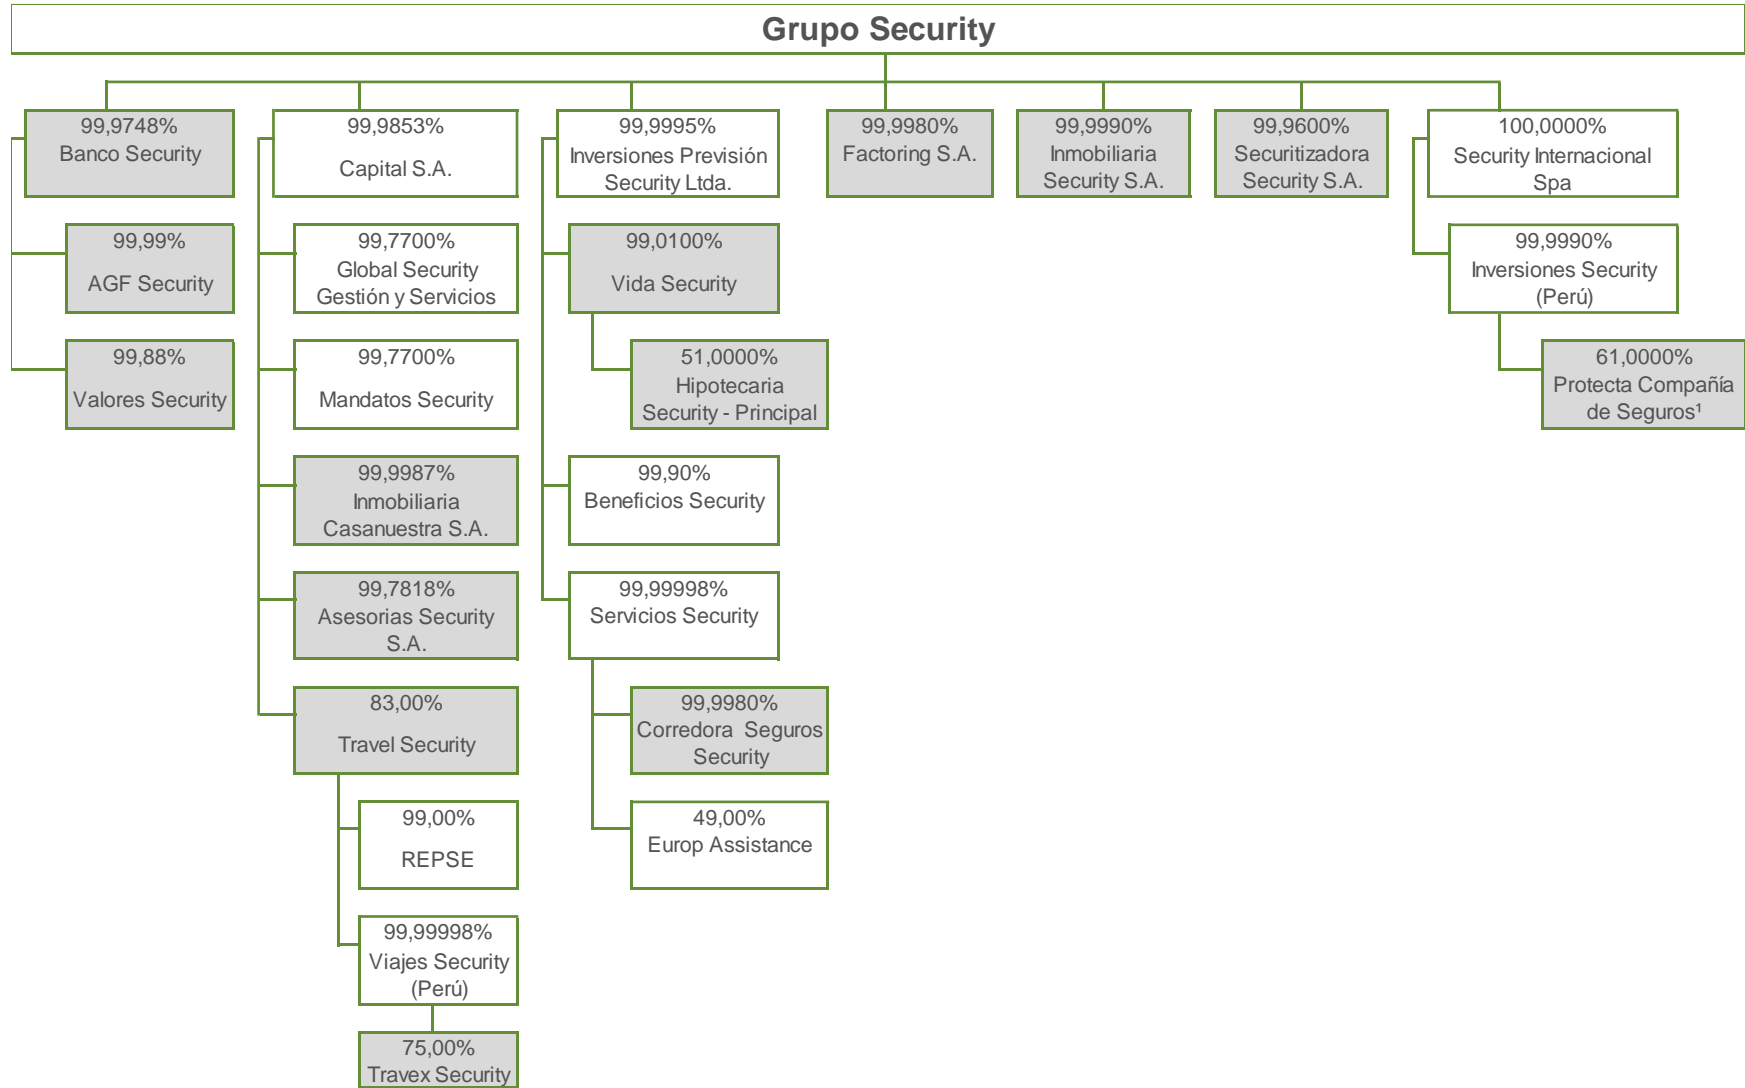 Grupo Security
99,9748%
Banco Security
99,99%
AGF Security
99,88%
Valores Security
99,9853%
Capital S.A.
99,7700%
Global Security
Gestión y Servicios
99,7700%
Mandatos Security
99,9987%
Inmobiliaria
Casanuestra S.A.
99,7818%
Asesorias Security
S.A.
83,00%
Travel Security
99,00%
REPSE
99,99998%
Viajes Security
(Perú)
75,00%
Travex Security
99,9995%
Inversiones Previsión
Security Ltda.
99,0100%
Vida Security
51,0000%
Hipotecaria
Security - Principal
99,90%
Beneficios Security
99,99998%
Servicios Security
99,9980%
Corredora Seguros
Security
49,00%
Europ Assistance
99,9980%
Factoring S.A.
99,9990%
Inmobiliaria
Security S.A.
99,9600%
Securitizadora
Security S.A.
100,0000%
Security Internacional
Spa
99,9990%
Inversiones Security
(Perú)
61,0000%
Protecta Compañía
de Seguros¹